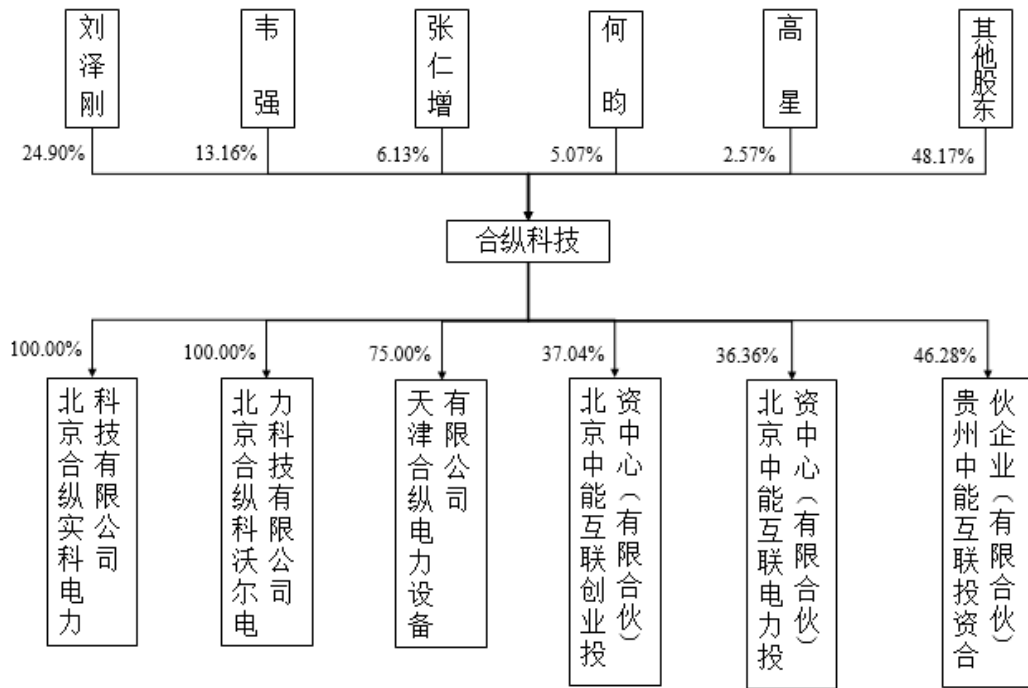 刘泽刚
韦强
张仁增
何昀
高星
其他股东
24.90%
13.16%
6.13%
5.07%
2.57%
48.17%
合纵科技
100.00%
100.00%
75.00%
37.04%
36.36%
46.28%
北京合纵实科电力
科技有限公司
北京合纵科沃尔电
力科技有限公司
天津合纵电力设备
有限公司
北京中能互联创业投
资中心（有限合伙）
北京中能互联电力投
资中心（有限合伙）
贵州中能互联投资合
伙企业（有限合伙）